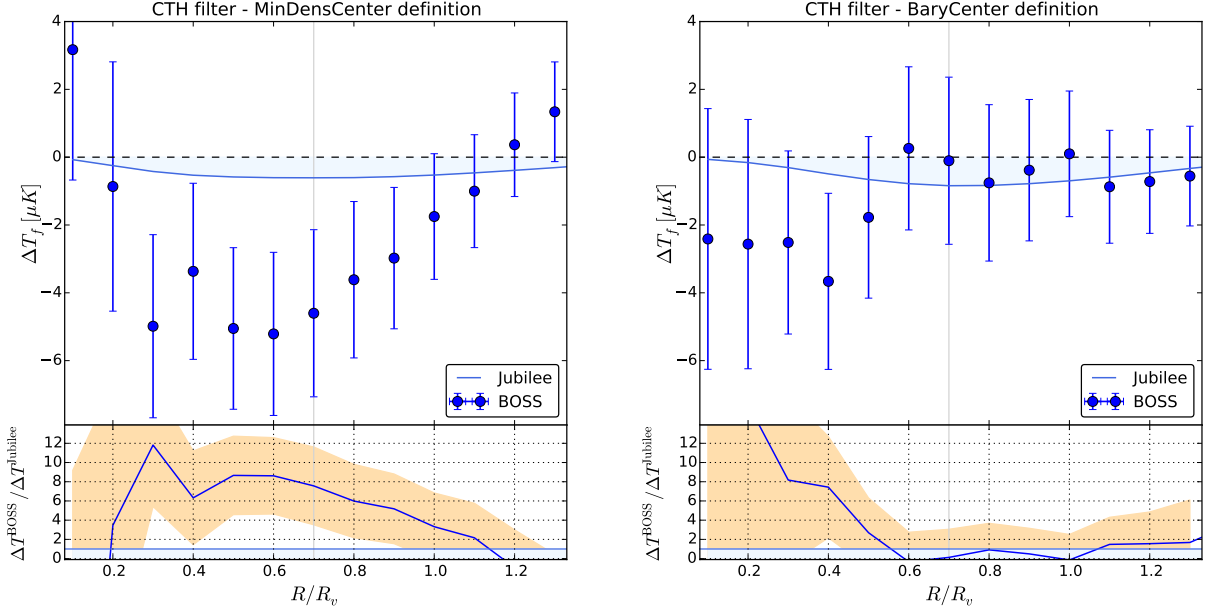 CTH filter - MinDensCenter definition
4
2
0
−2
−4
−6
ΔT_f [μK]
Jubilee
BOSS
12
10
8
6
4
2
0
ΔT^BOSS / ΔT^Jubilee
0.2 0.4 0.6 0.8 1.0 1.2
R/R_v
CTH filter - BaryCenter definition
4
2
0
−2
−4
−6
ΔT_f [μK]
Jubilee
BOSS
12
10
8
6
4
2
0
ΔT^BOSS / ΔT^Jubilee
0.2 0.4 0.6 0.8 1.0 1.2
R/R_v